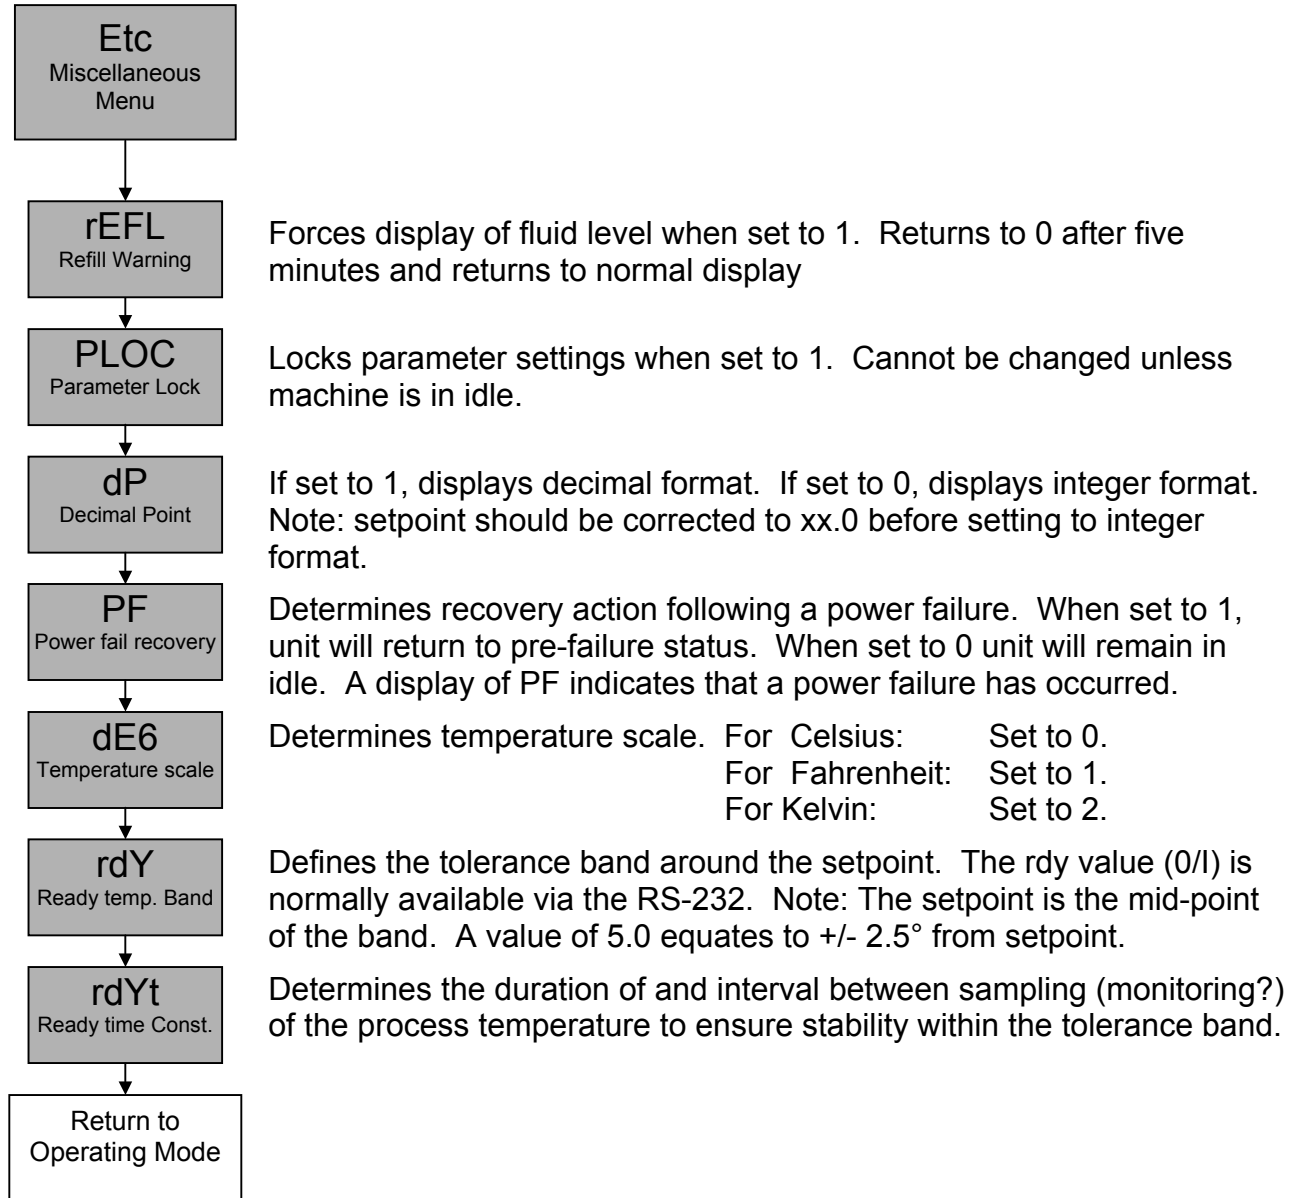 Etc
Miscellaneous
Menu
rEFL
Refill Warning
Forces display of fluid level when set to 1.  Returns to 0 after five
minutes and returns to normal display
PLOC
Parameter Lock
Locks parameter settings when set to 1.  Cannot be changed unless
machine is in idle.
dP
Decimal Point
If set to 1, displays decimal format.  If set to 0, displays integer format.
Note: setpoint should be corrected to xx.0 before setting to integer
format.
PF
Power fail recovery
Determines recovery action following a power failure.  When set to 1,
unit will return to pre-failure status.  When set to 0 unit will remain in
idle.  A display of PF indicates that a power failure has occurred.
dE6
Temperature scale
Determines temperature scale.  For  Celsius:  Set to 0.
For  Fahrenheit:  Set to 1.
For Kelvin:  Set to 2.
rdY
Ready temp. Band
Defines the tolerance band around the setpoint.  The rdy value (0/I) is
normally available via the RS-232.  Note: The setpoint is the mid-point
of the band.  A value of 5.0 equates to +/- 2.5° from setpoint.
rdYt
Ready time Const.
Determines the duration of and interval between sampling (monitoring?)
of the process temperature to ensure stability within the tolerance band.
Return to
Operating Mode